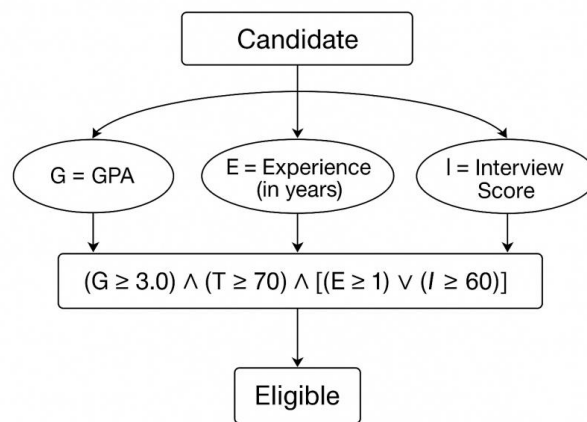 Candidate
G = GPA
E = Experience
(in years)
I = Interview
Score
(G ≥ 3.0) ∧ (T ≥ 70) ∧ [(E ≥ 1) ∨ (I ≥ 60)]
Eligible